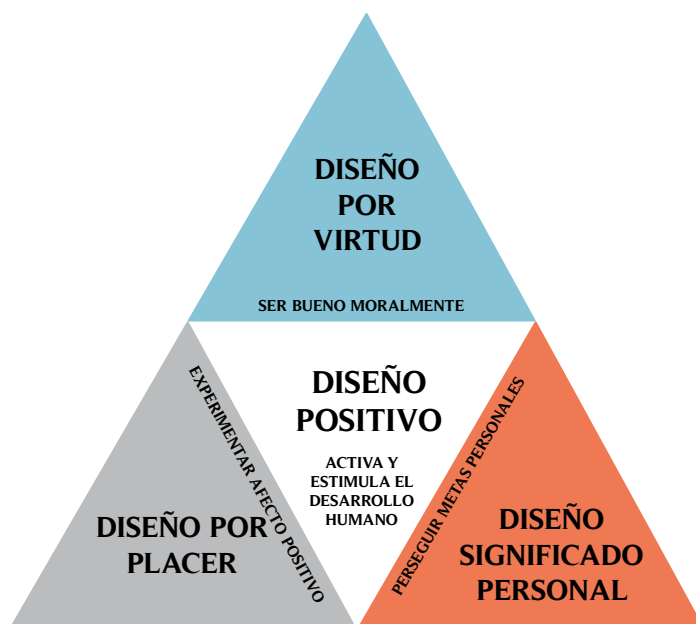 DISEÑO
POR
VIRTUD
SER BUENO MORALMENTE
DISEÑO
POSITIVO
ACTIVA Y
ESTIMULA EL
DESARROLLO
HUMANO
EXPERIMENTAR AFECTO POSITIVO
DISEÑO POR
PLACER
PERSEGUIR METAS PERSONALES
DISEÑO
SIGNIFICADO
PERSONAL